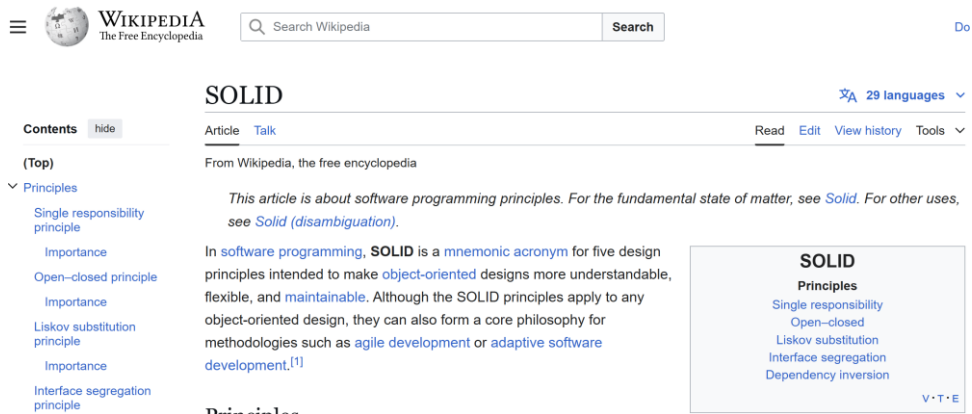 WIKIPEDIA
The Free Encyclopedia
Search Wikipedia
Search
Do
SOLID
29 languages
Contents hide
Article Talk
Read Edit View history Tools
(Top)
From Wikipedia, the free encyclopedia
Principles
Single responsibility
principle
Importance
Open–closed principle
Importance
Liskov substitution
principle
Importance
Interface segregation
principle
This article is about software programming principles. For the fundamental state of matter, see Solid. For other uses,
see Solid (disambiguation).
In software programming, SOLID is a mnemonic acronym for five design
principles intended to make object-oriented designs more understandable,
flexible, and maintainable. Although the SOLID principles apply to any
object-oriented design, they can also form a core philosophy for
methodologies such as agile development or adaptive software
development.[1]
SOLID
Principles
Single responsibility
Open–closed
Liskov substitution
Interface segregation
Dependency inversion
V·T·E
Principles